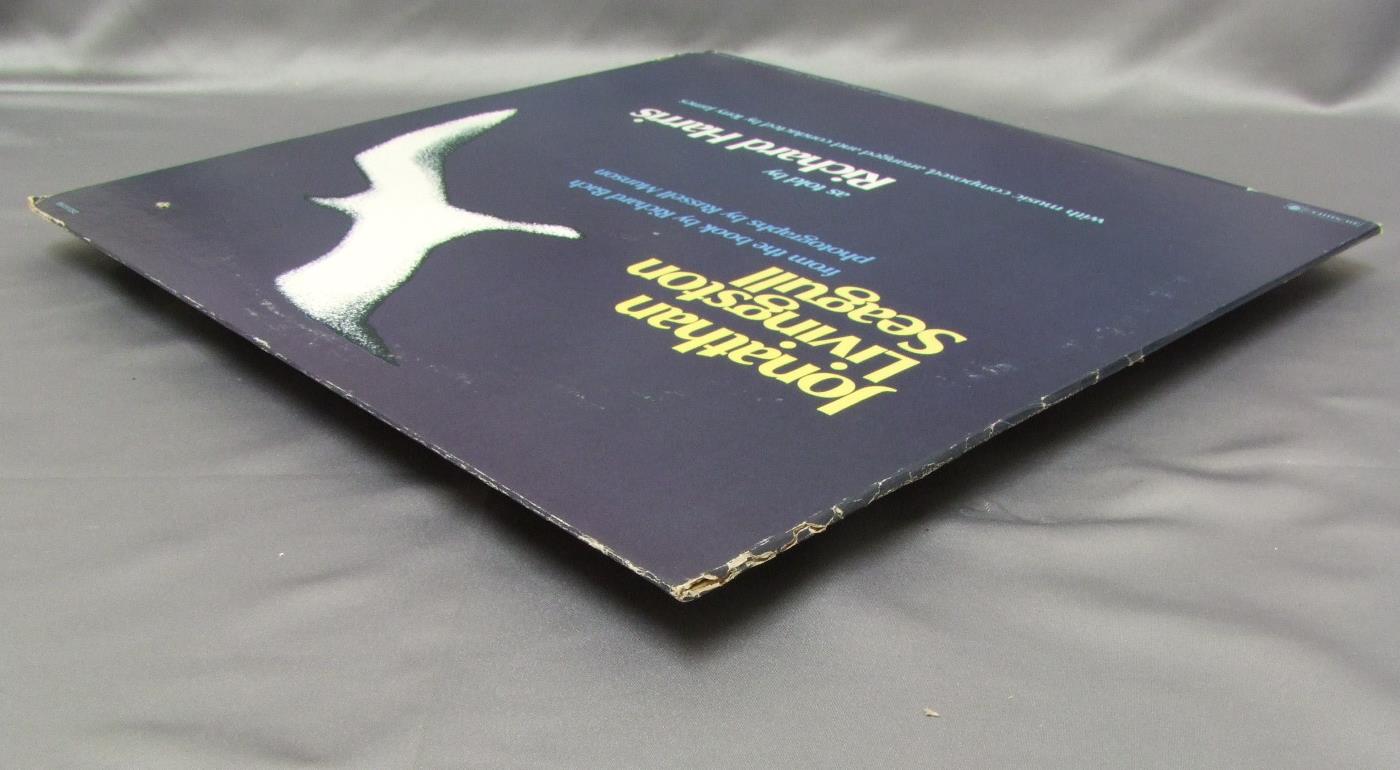 Jonathan
Livingston
Seagull
from the book by Richard Bach
photographs by Russell Munson
as told by
Richard Harris
with music composed, arranged and conducted by Terry James